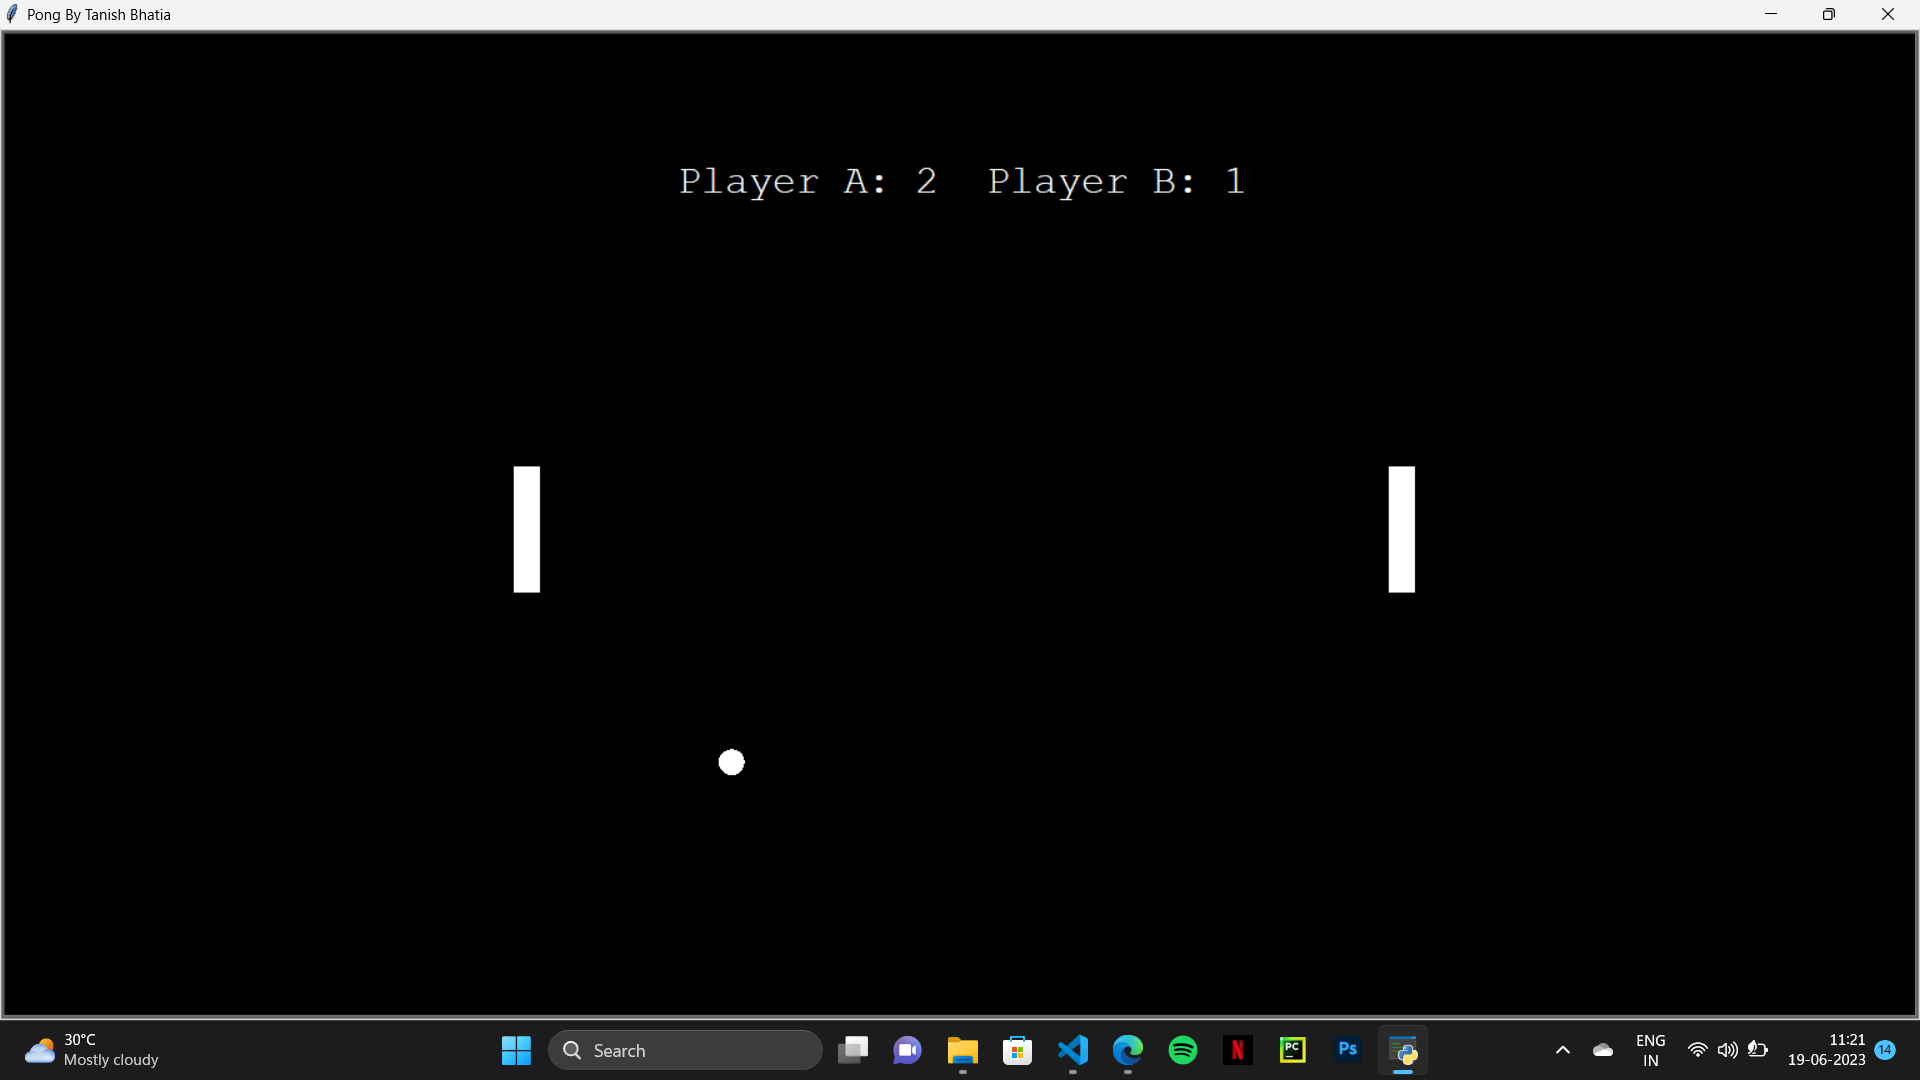 Pong By Tanish Bhatia
Player A: 2  Player B: 1
30°C
Mostly cloudy
Search
N
PC
Ps
ENG
IN
11:21
19-06-2023
14